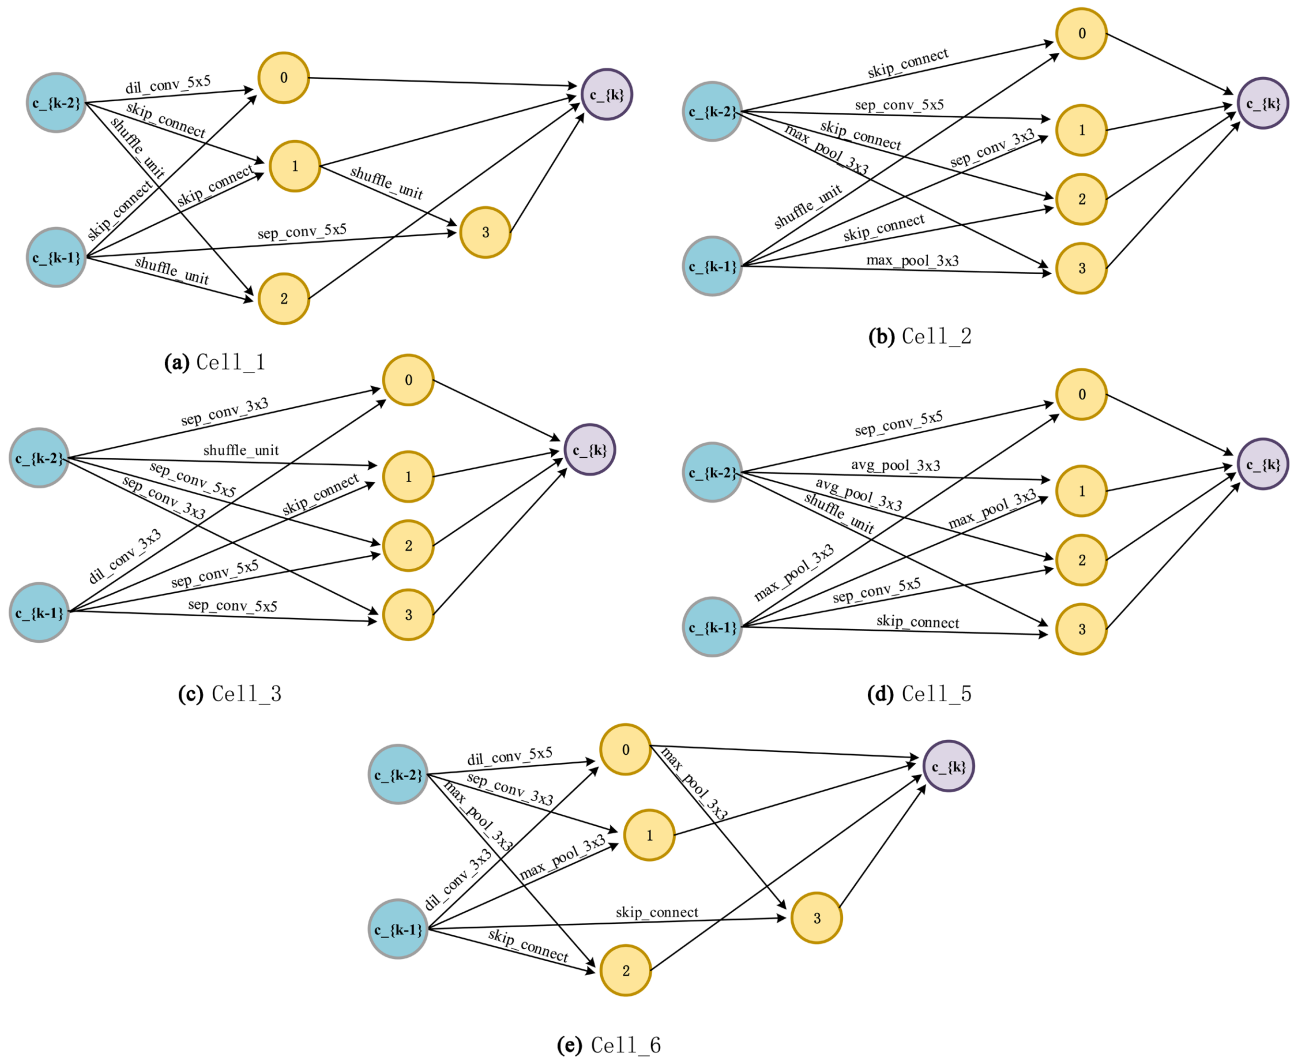 c_{k-2}
dil_conv_5x5
skip_connect
shuffle_unit
0
c_{k}
1
skip_connect
skip_connect
shuffle_unit
c_{k-1}
sep_conv_5x5
3
shuffle_unit
2
(a) Cell_1
0
skip_connect
c_{k-2}
sep_conv_5x5
c_{k}
skip_connect
max_pool_3x3
1
sep_conv_3x3
shuffle_unit
2
skip_connect
c_{k-1}
max_pool_3x3
3
(b) Cell_2
0
sep_conv_3x3
c_{k-2}
shuffle_unit
c_{k}
sep_conv_5x5
sep_conv_3x3
1
skip_connect
dil_conv_3x3
2
sep_conv_5x5
c_{k-1}
sep_conv_5x5
3
(c) Cell_3
0
sep_conv_5x5
c_{k-2}
avg_pool_3x3
c_{k}
avg_pool_3x3
shuffle_unit
1
max_pool_3x3
max_pool_3x3
2
sep_conv_5x5
c_{k-1}
skip_connect
3
(d) Cell_5
0
dil_conv_5x5
c_{k-2}
sep_conv_3x3
max_pool_3x3
max_pool_3x3
c_{k}
1
dil_conv_3x3
max_pool_3x3
c_{k-1}
skip_connect
3
skip_connect
2
(e) Cell_6